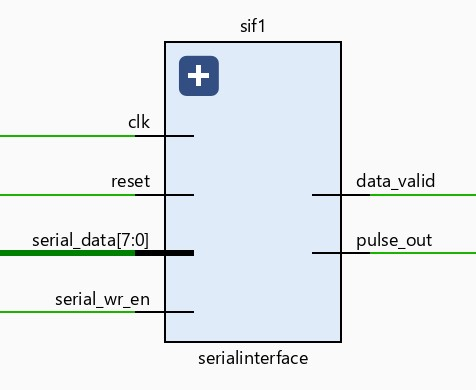 sif1
clk
reset
data_valid
serial_data[7:0]
pulse_out
serial_wr_en
serialinterface